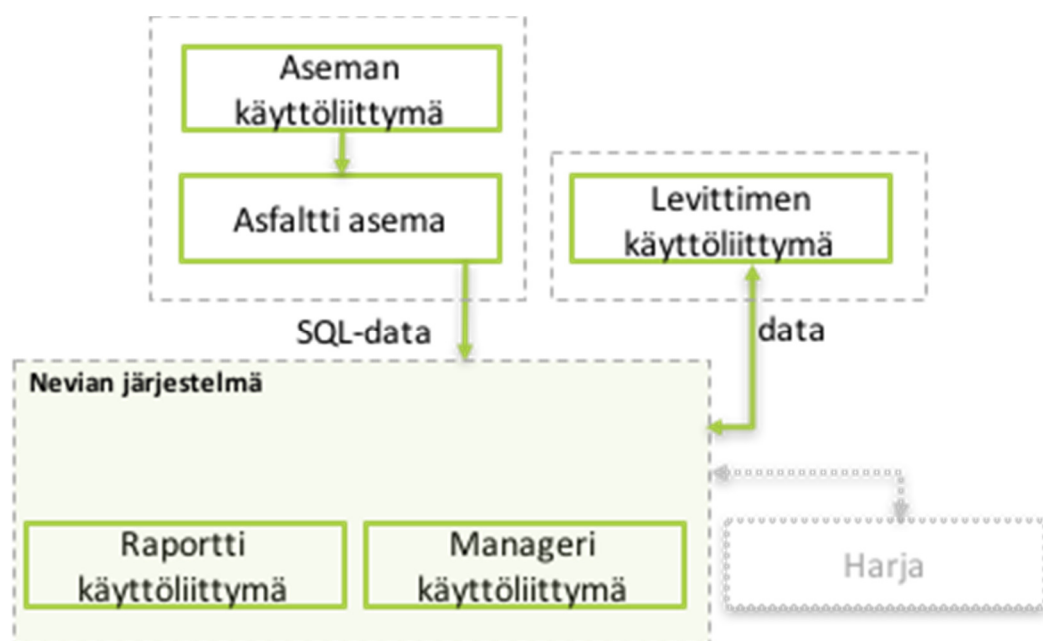 Aseman
käyttöliittymä
Asfaltti asema
Levittimen
käyttöliittymä
SQL-data
data
Nevian järjestelmä
Raportti
käyttöliittymä
Manageri
käyttöliittymä
Harja